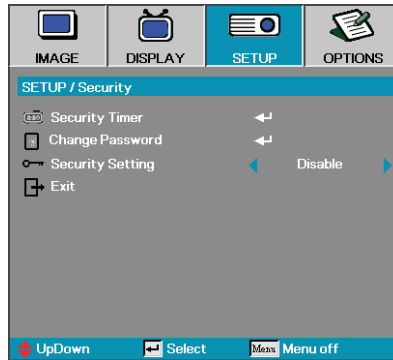 IMAGE DISPLAY SETUP OPTIONS
SETUP / Security
Security Timer
Change Password
Security Setting Disable
Exit
UpDown Select Menu Menu off